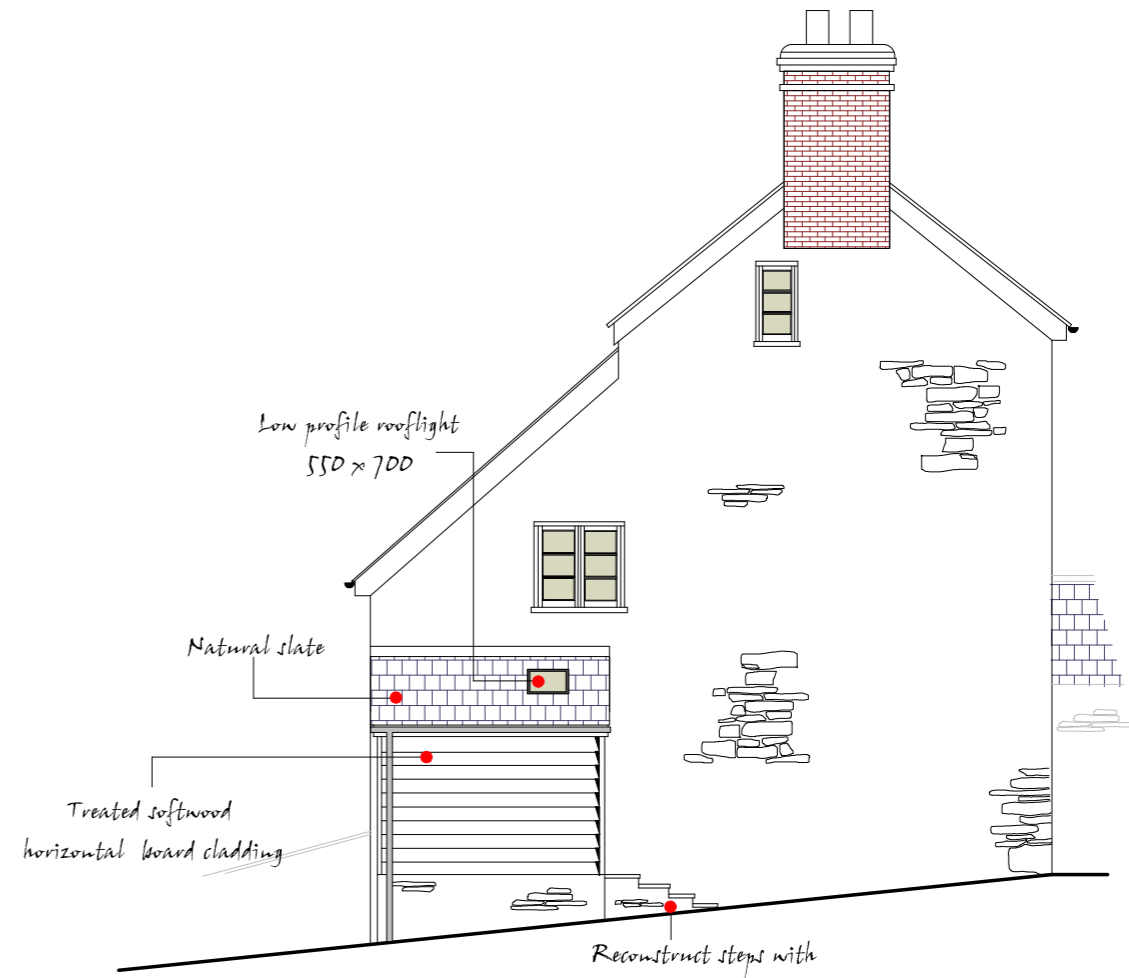 Low profile rooflight
550 x 700
Natural slate
Treated softwood
horizontal board cladding
Reconstruct steps with